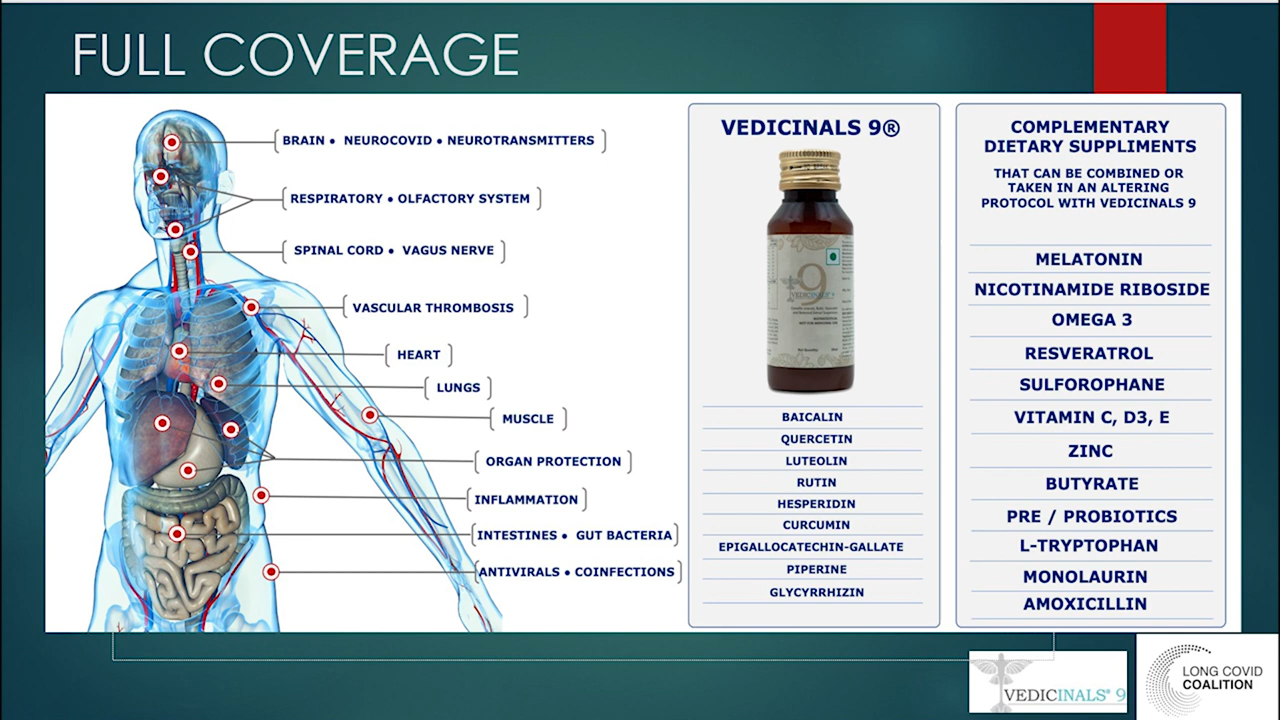 FULL COVERAGE
BRAIN • NEUROCOVID • NEUROTRANSMITTERS
RESPIRATORY • OLFACTORY SYSTEM
SPINAL CORD • VAGUS NERVE
VASCULAR THROMBOSIS
HEART
LUNGS
MUSCLE
ORGAN PROTECTION
INFLAMMATION
INTESTINES • GUT BACTERIA
ANTIVIRALS • COINFECTIONS
VEDICINALS 9®
9
VEDICINALS 9
BAICALIN
QUERCETIN
LUTEOLIN
RUTIN
HESPERIDIN
CURCUMIN
EPIGALLOCATECHIN-GALLATE
PIPERINE
GLYCYRRHIZIN
COMPLEMENTARY
DIETARY SUPPLIMENTS
THAT CAN BE COMBINED OR
TAKEN IN AN ALTERING
PROTOCOL WITH VEDICINALS 9
MELATONIN
NICOTINAMIDE RIBOSIDE
OMEGA 3
RESVERATROL
SULFOROPHANE
VITAMIN C, D3, E
ZINC
BUTYRATE
PRE / PROBIOTICS
L-TRYPTOPHAN
MONOLAURIN
AMOXICILLIN
VEDICINALS® 9
LONG COVID
COALITION